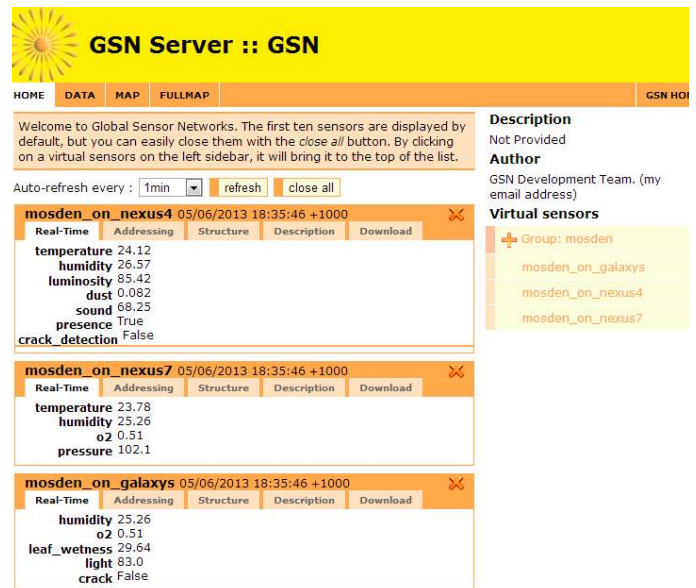 GSN Server :: GSN
HOME DATA MAP FULLMAP GSN HOM
Welcome to Global Sensor Networks. The first ten sensors are displayed by
default, but you can easily close them with the close all button. By clicking
on a virtual sensors on the left sidebar, it will bring it to the top of the list.
Auto-refresh every : 1min refresh close all
mosden_on_nexus4 05/06/2013 18:35:46 +1000
Real-Time Addressing Structure Description Download
temperature 24.12
humidity 26.57
luminosity 85.42
dust 0.082
sound 68.25
presence True
crack_detection False
mosden_on_nexus7 05/06/2013 18:35:46 +1000
Real-Time Addressing Structure Description Download
temperature 23.78
humidity 25.26
o2 0.51
pressure 102.1
mosden_on_galaxys 05/06/2013 18:35:46 +1000
Real-Time Addressing Structure Description Download
humidity 25.26
o2 0.51
leaf_wetness 29.64
light 83.0
crack False
Description
Not Provided
Author
GSN Development Team. (my
email address)
Virtual sensors
Group: mosden
mosden_on_galaxys
mosden_on_nexus4
mosden_on_nexus7